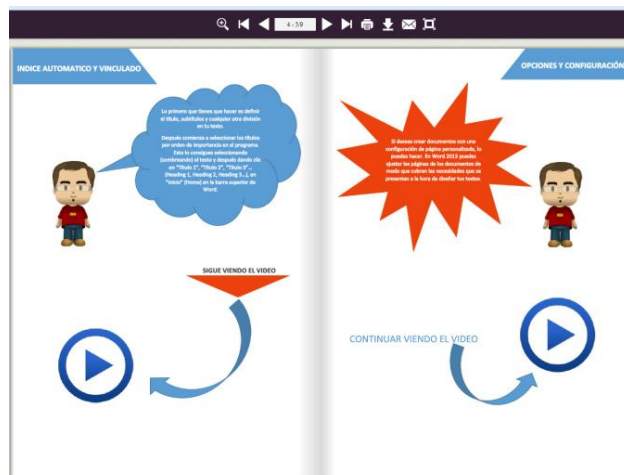 4-5/9
INDICE AUTOMATICO Y VINCULADO
Lo primero que tienes que hacer es definir
el título, subtítulos y cualquier otra división
en tu texto.
Después comienza a seleccionar los títulos
por orden de importancia en el programa.
Esto lo consigues seleccionando
(sombreando) el texto y después dando clic
en "Título 1", "Título 2", "Título 3"...
(Heading 1, Heading 2, Heading 3...), en
"Inicio" (Home) en la barra superior de
Word.
SIGUE VIENDO EL VIDEO
OPCIONES Y CONFIGURACIÓN
Si deseas crear documentos con una
configuración de página personalizada, lo
puedes hacer. En Word 2013 puedes
ajustar las páginas de los documentos de
modo que cubran las necesidades que se
presentan a la hora de diseñar tus textos.
CONTINUAR VIENDO EL VIDEO